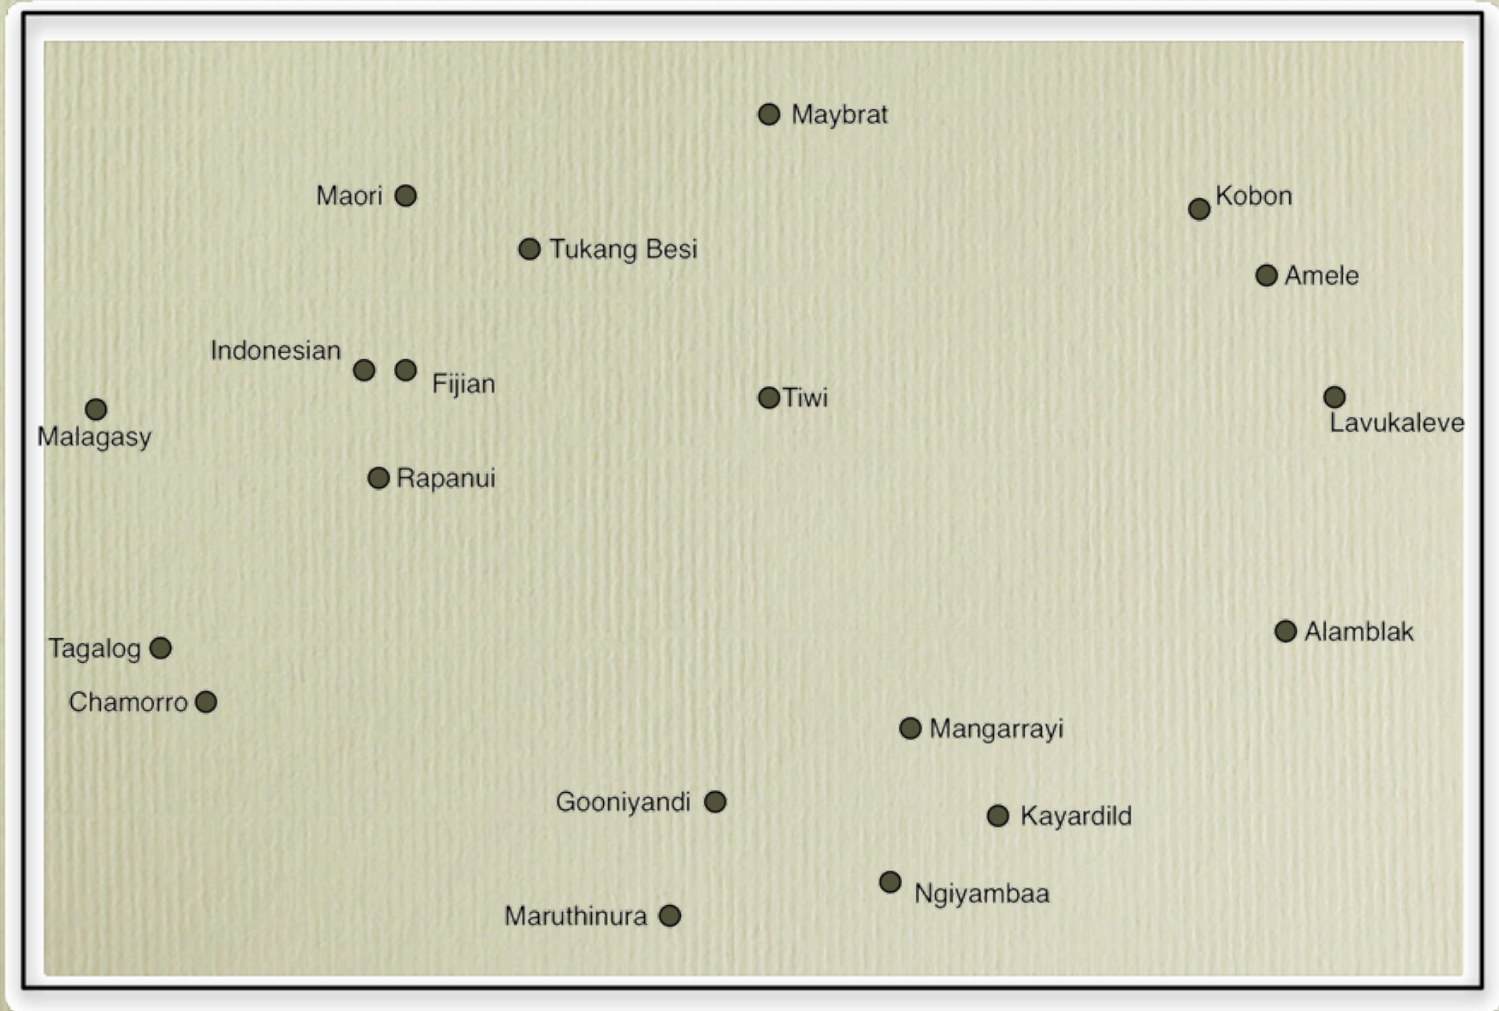 Maybrat
Maori
Kobon
Tukang Besi
Amele
Indonesian
Fijian
Tiwi
Malagasy
Lavukaleve
Rapanui
Tagalog
Alamblak
Chamorro
Mangarrayi
Gooniyandi
Kayardild
Ngiyambaa
Maruthinura